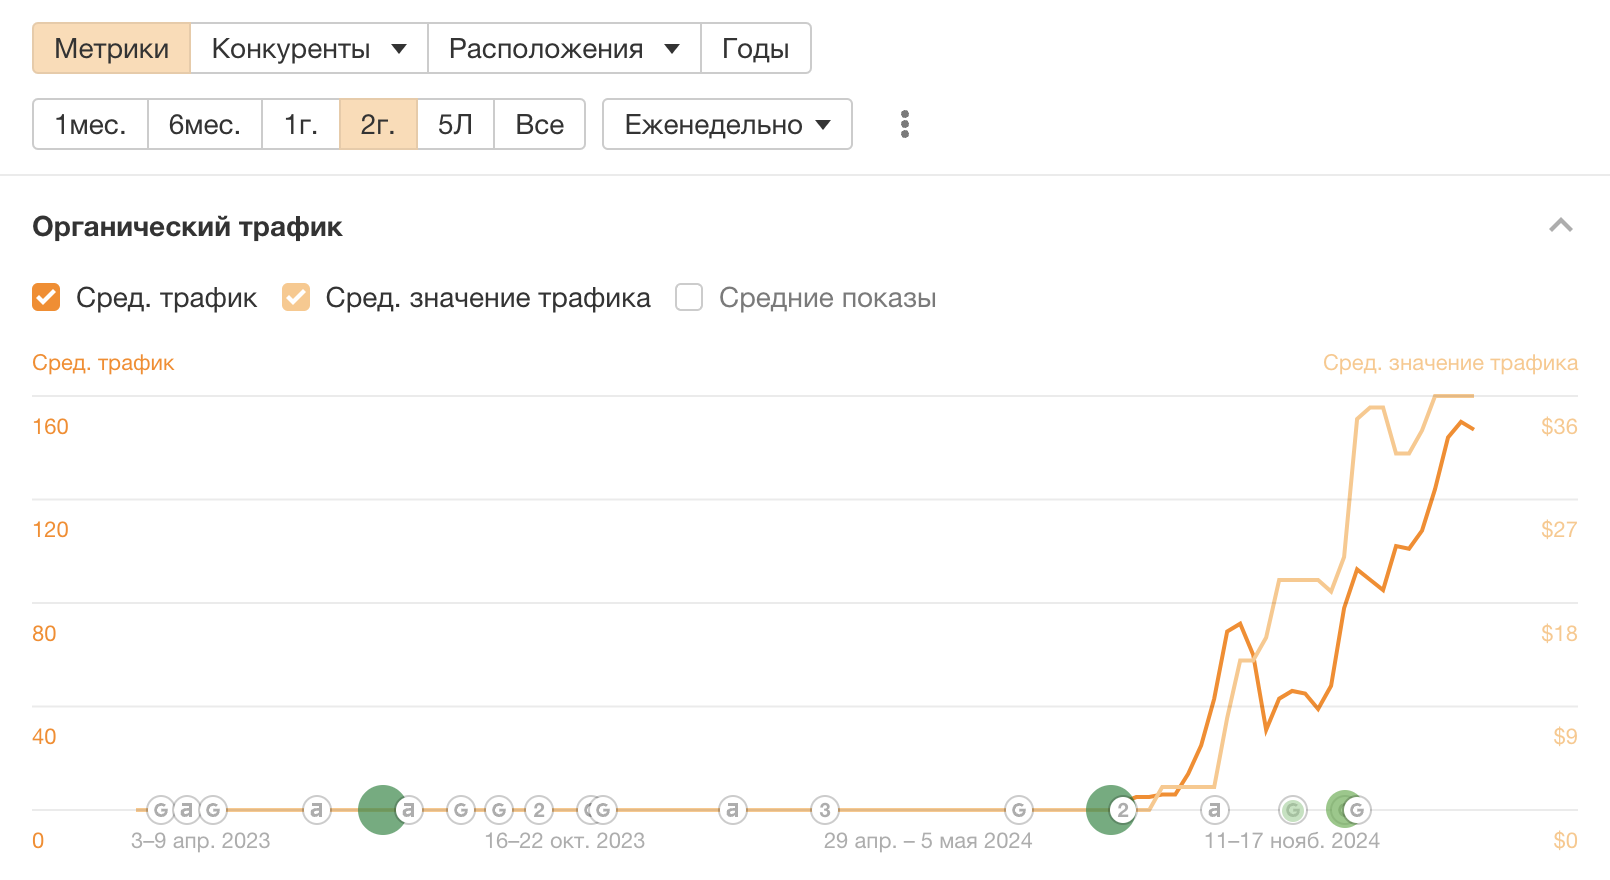 Метрики Конкуренты Расположения Годы
1мес. 6мес. 1г. 2г. 5Л Все Еженедельно
Органический трафик
Сред. трафик Сред. значение трафика Средние показы
Сред. трафик Сред. значение трафика
160 $36
120 $27
80 $18
40 $9
G a G a a G G 2 G G a 3 G 2 a G G
0 3–9 апр. 2023 16–22 окт. 2023 29 апр. – 5 мая 2024 11–17 нояб. 2024 $0